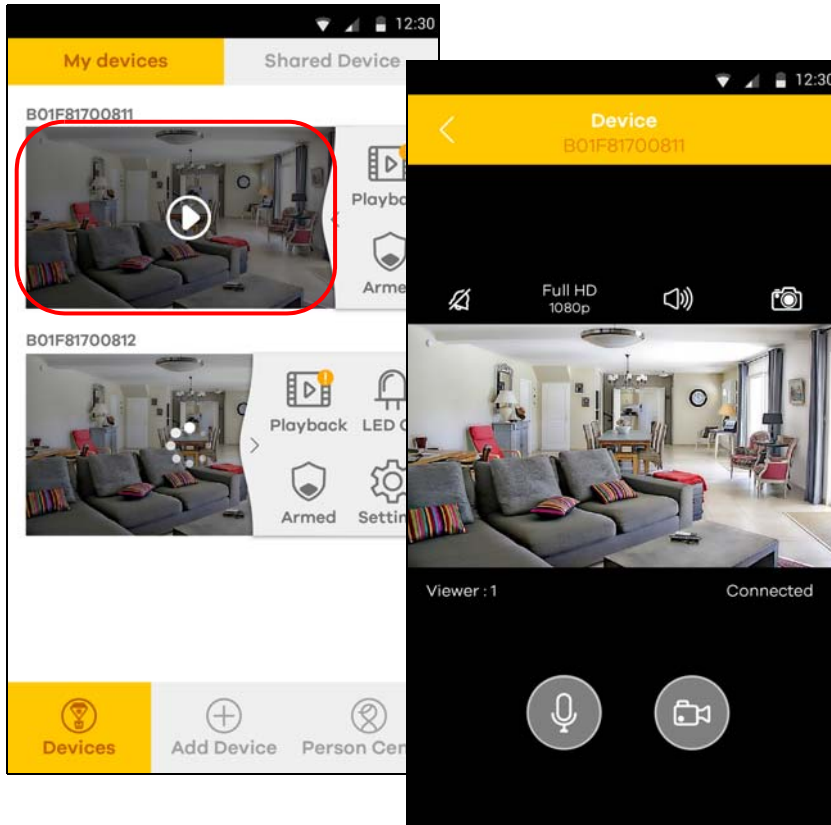 12:30
My devices
Shared Device
B01F81700811
Playba
Arme
B01F81700812
Playback
LED
Armed
Settin
Devices
Add Device
Person Cen
12:30
Device
B01F81700811
Full HD
1080p
Viewer : 1
Connected